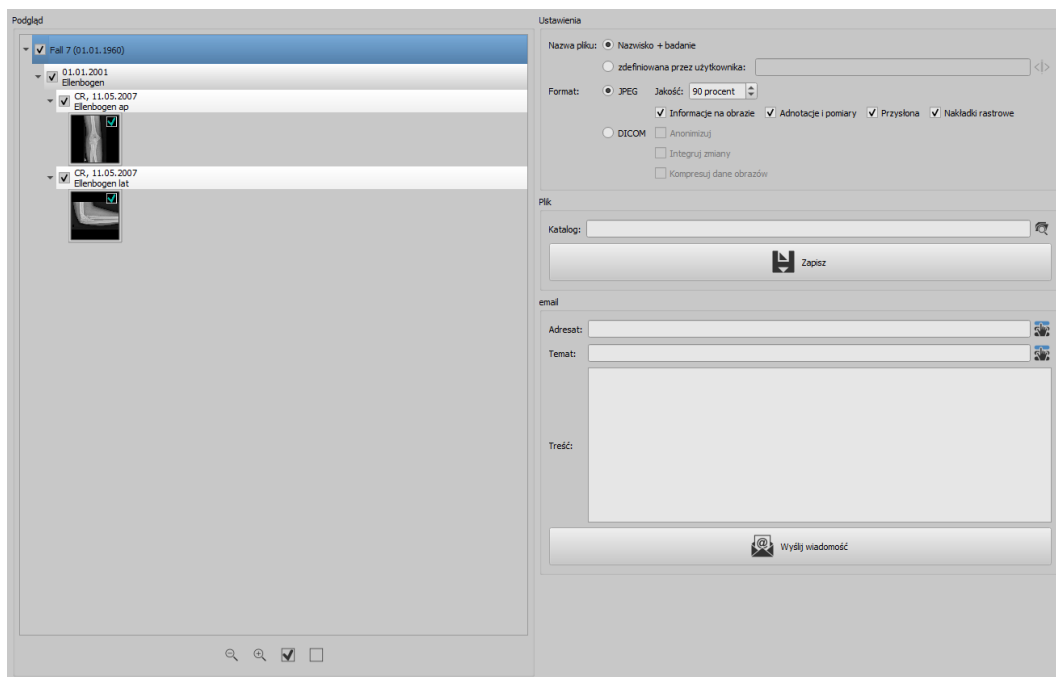 Podgląd
Fall 7 (01.01.1960)
01.01.2001
Ellenbogen
CR, 11.05.2007
Ellenbogen ap
CR, 11.05.2007
Ellenbogen lat
Ustawienia
Nazwa pliku: Nazwisko + badanie
zdefiniowana przez użytkownika:
Format: JPEG Jakość: 90 procent
Informacje na obrazie Adnotacje i pomiary Przysłona Nakładki rastrowe
DICOM Anonimizuj
Integruj zmiany
Kompresuj dane obrazów
Plik
Katalog:
Zapisz
email
Adresat:
Temat:
Treść:
Wyślij wiadomość